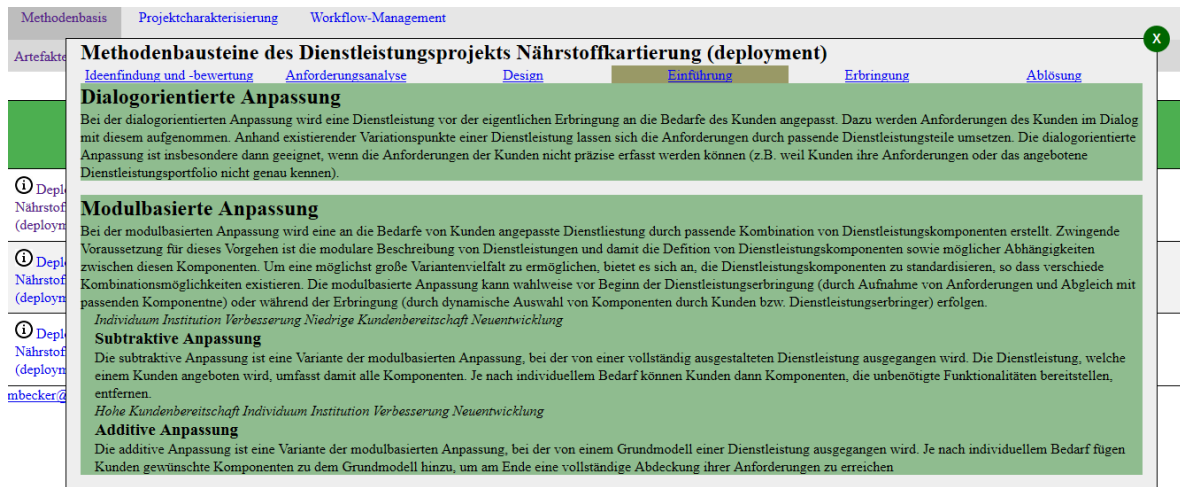 Methodenbasis Projektcharakterisierung Workflow-Management
Artefakte
X
Methodenbausteine des Dienstleistungsprojekts Nährstoffkartierung (deployment)
Ideenfindung und -bewertung Anforderungsanalyse Design Einführung Erbringung Ablösung
Dialogorientierte Anpassung
Bei der dialogorientierten Anpassung wird eine Dienstleistung vor der eigentlichen Erbringung an die Bedarfe des Kunden angepasst. Dazu werden Anforderungen des Kunden im Dialog
mit diesem aufgenommen. Anhand existierender Variationspunkte einer Dienstleistung lassen sich die Anforderungen durch passende Dienstleistungsteile umsetzen. Die dialogorientierte
Anpassung ist insbesondere dann geeignet, wenn die Anforderungen der Kunden nicht präzise erfasst werden können (z.B. weil Kunden ihre Anforderungen oder das angebotene
Dienstleistungsportfolio nicht genau kennen).
Modulbasierte Anpassung
Bei der modulbasierten Anpassung wird eine an die Bedarfe von Kunden angepasste Dienstliestung durch passende Kombination von Dienstleistungskomponenten erstellt. Zwingende
Voraussetzung für dieses Vorgehen ist die modulare Beschreibung von Dienstleistungen und damit die Defition von Dienstleistungskomponenten sowie möglicher Abhängigkeiten
zwischen diesen Komponenten. Um eine möglichst große Variantenvielfalt zu ermöglichen, bietet es sich an, die Dienstleistungskomponenten zu standardisieren, so dass verschiede
Kombinationsmöglichkeiten existieren. Die modulbasierte Anpassung kann wahlweise vor Beginn der Dienstleistungserbringung (durch Aufnahme von Anforderungen und Abgleich mit
passenden Komponentne) oder während der Erbringung (durch dynamische Auswahl von Komponenten durch Kunden bzw. Dienstleistungserbringer) erfolgen.
Individuum Institution Verbesserung Niedrige Kundenbereitschaft Neuentwicklung
Subtraktive Anpassung
Die subtraktive Anpassung ist eine Variante der modulbasierten Anpassung, bei der von einer vollständig ausgestalteten Dienstleistung ausgegangen wird. Die Dienstleistung, welche
einem Kunden angeboten wird, umfasst damit alle Komponenten. Je nach individuellem Bedarf können Kunden dann Komponenten, die unbenötigte Funktionalitäten bereitstellen,
entfernen.
Hohe Kundenbereitschaft Individuum Institution Verbesserung Neuentwicklung
Additive Anpassung
Die additive Anpassung ist eine Variante der modulbasierten Anpassung, bei der von einem Grundmodell einer Dienstleistung ausgegangen wird. Je nach individuellem Bedarf fügen
Kunden gewünschte Komponenten zu dem Grundmodell hinzu, um am Ende eine vollständige Abdeckung ihrer Anforderungen zu erreichen
Deplo
Nährstof
(deploym
Deplo
Nährstof
(deploym
Deplo
Nährstof
(deploym
mbecker@